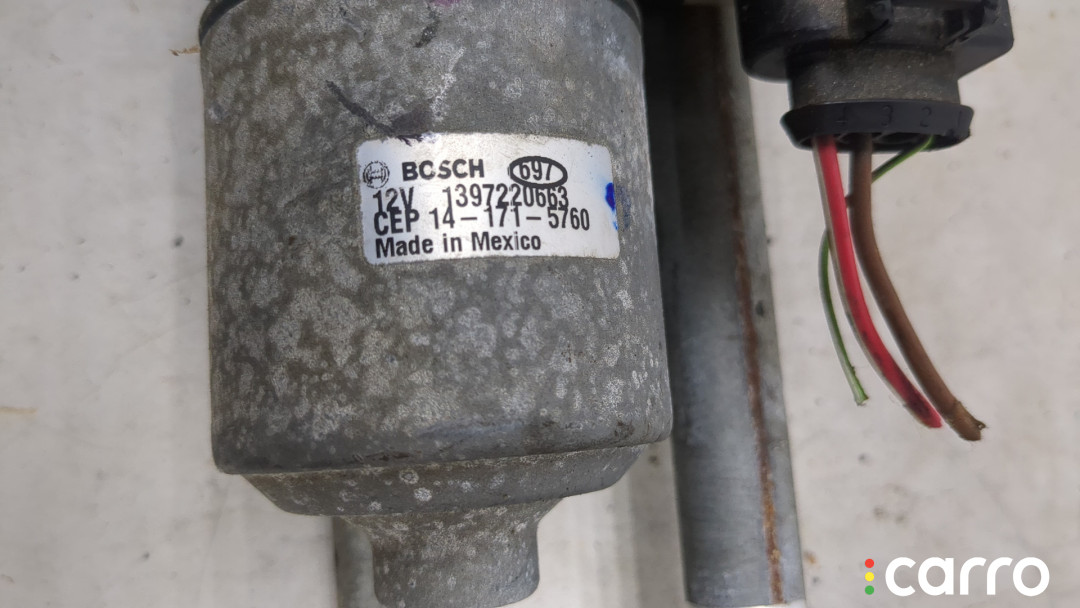 BOSCH 697
12V 1397220663
CEP 14-171-5760
Made in Mexico
carro